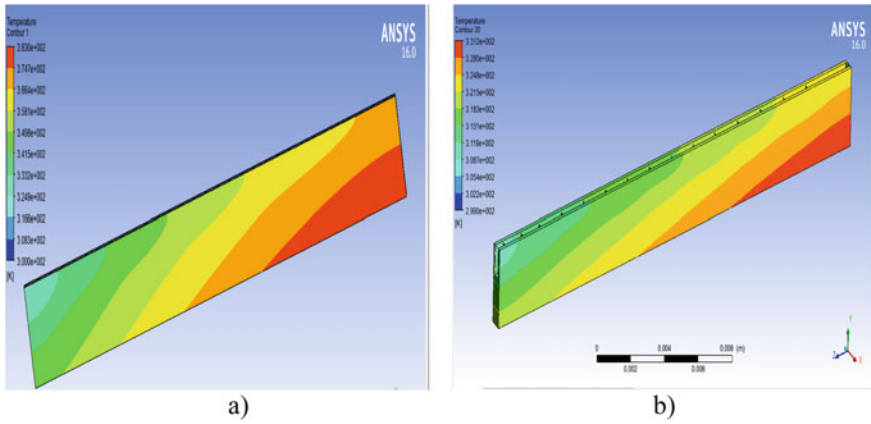 Temperature
Contour 1
3.830e+002
3.747e+002
3.664e+002
3.581e+002
3.498e+002
3.415e+002
3.332e+002
3.249e+002
3.166e+002
3.083e+002
3.000e+002
[K]
ANSYS
16.0
a)
Temperature
Contour 20
3.312e+002
3.280e+002
3.248e+002
3.215e+002
3.183e+002
3.151e+002
3.119e+002
3.087e+002
3.054e+002
3.022e+002
2.990e+002
[K]
ANSYS
16.0
0 0.004 0.008 (m)
0.002 0.006
Y
Z X
b)